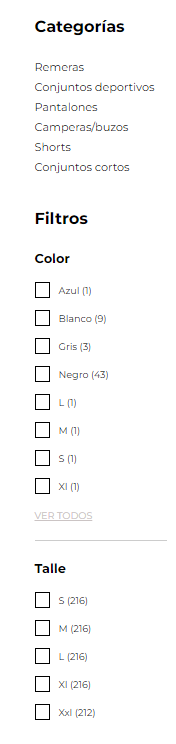 Categorías
Remeras
Conjuntos deportivos
Pantalones
Camperas/buzos
Shorts
Conjuntos cortos
Filtros
Color
Azul (1)
Blanco (9)
Gris (3)
Negro (43)
L (1)
M (1)
S (1)
Xl (1)
VER TODOS
Talle
S (216)
M (216)
L (216)
Xl (216)
Xxl (212)